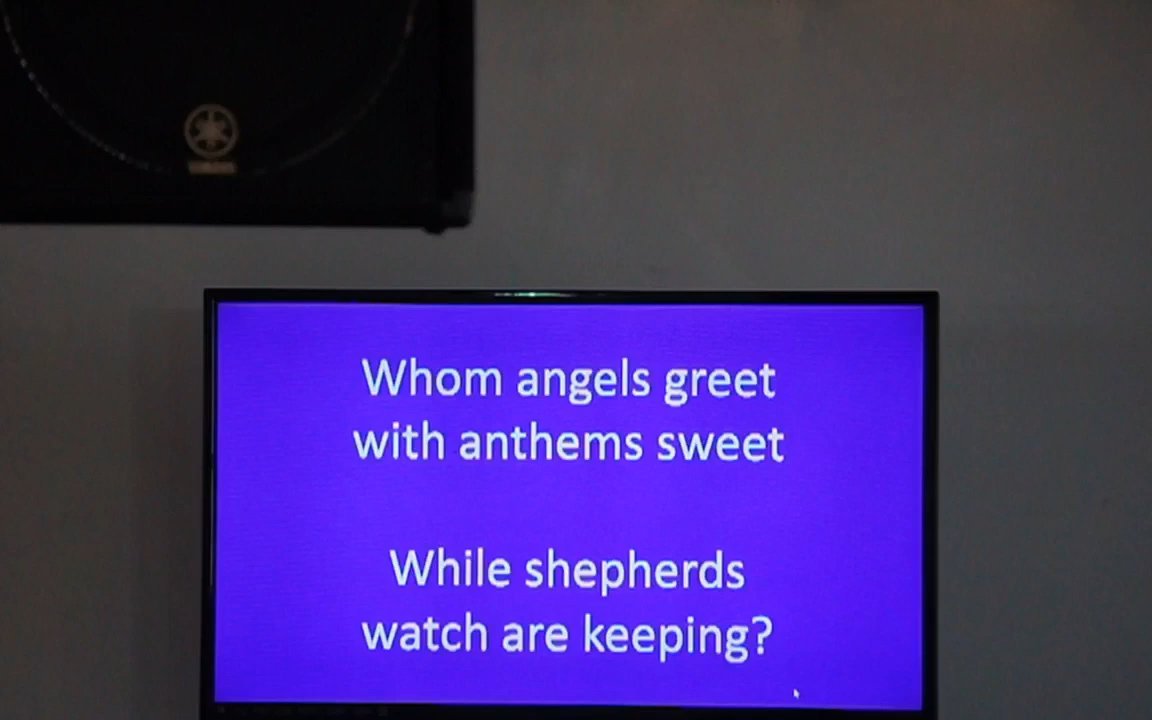 Whom angels greet
with anthems sweet
While shepherds
watch are keeping?